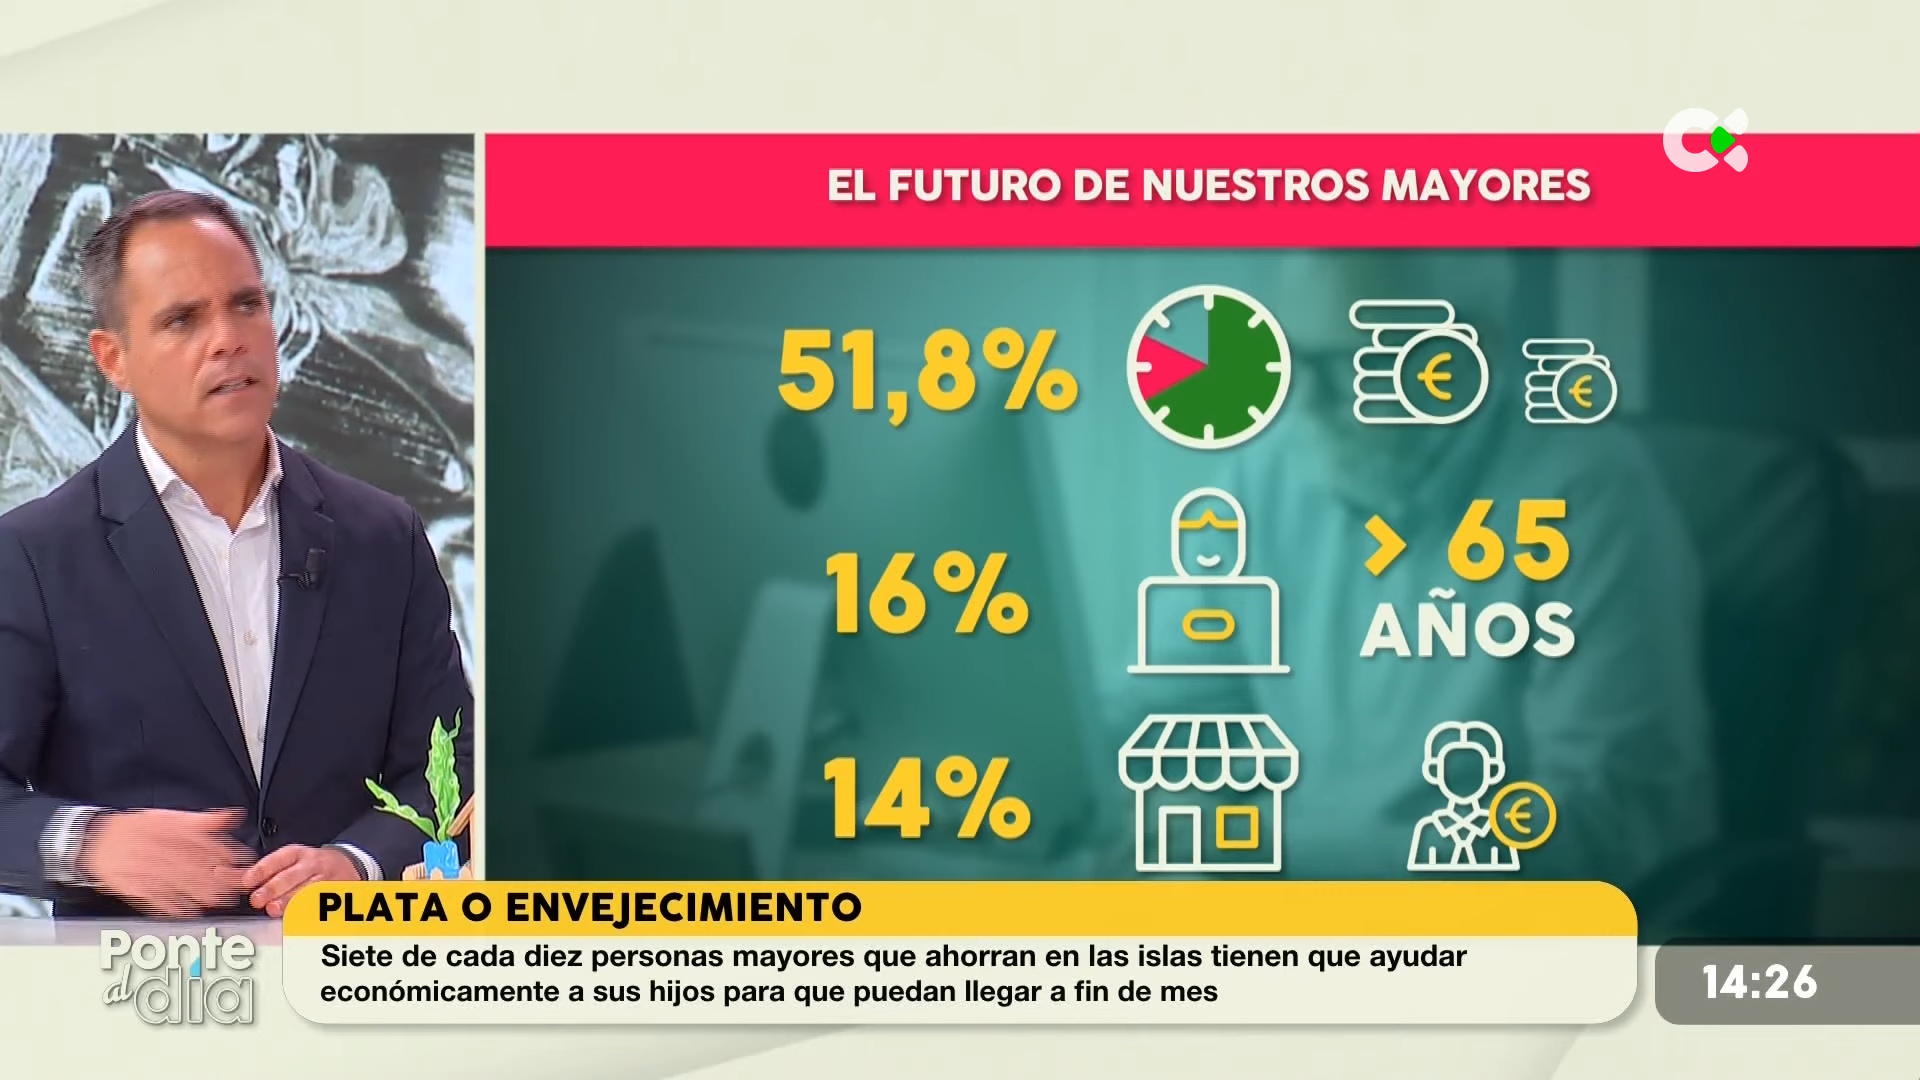 EL FUTURO DE NUESTROS MAYORES
51,8%
€ €
16%
> 65
AÑOS
14%
€
PLATA O ENVEJECIMIENTO
Siete de cada diez personas mayores que ahorran en las islas tienen que ayudar
económicamente a sus hijos para que puedan llegar a fin de mes
Ponte
al día
14:26